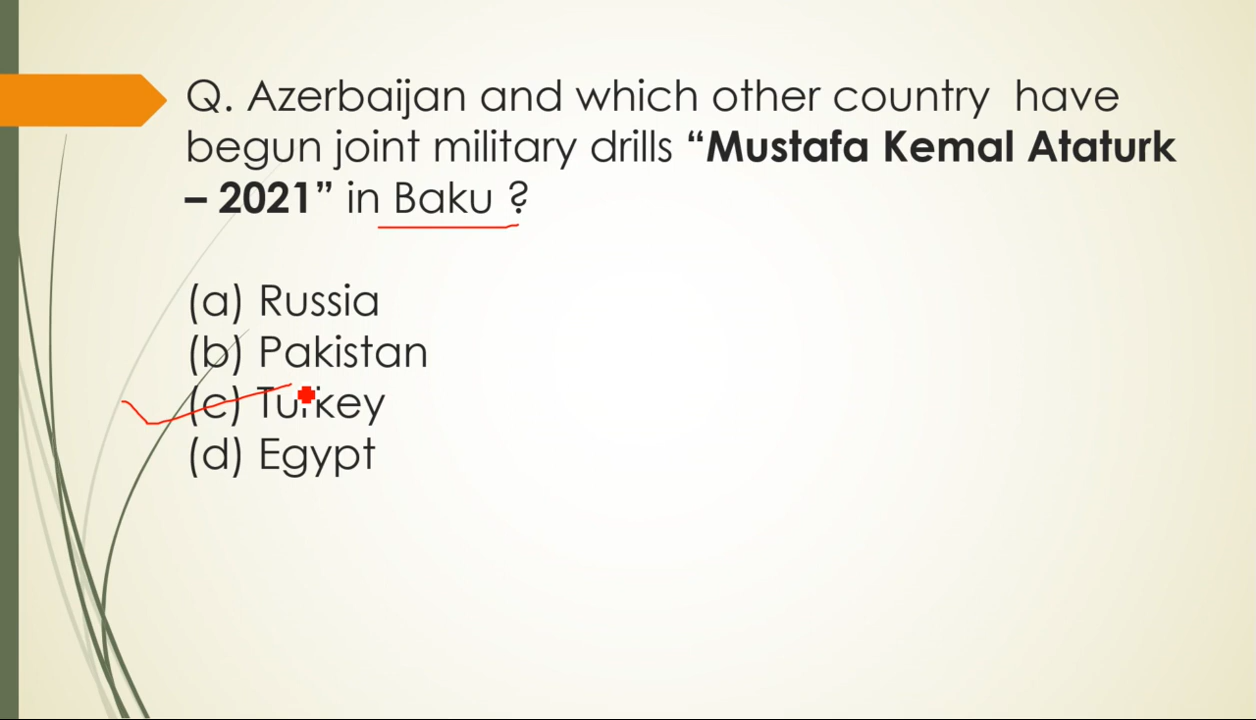 Q. Azerbaijan and which other country have
begun joint military drills “Mustafa Kemal Ataturk
– 2021” in Baku ?
(a) Russia
(b) Pakistan
(c) Turkey
(d) Egypt